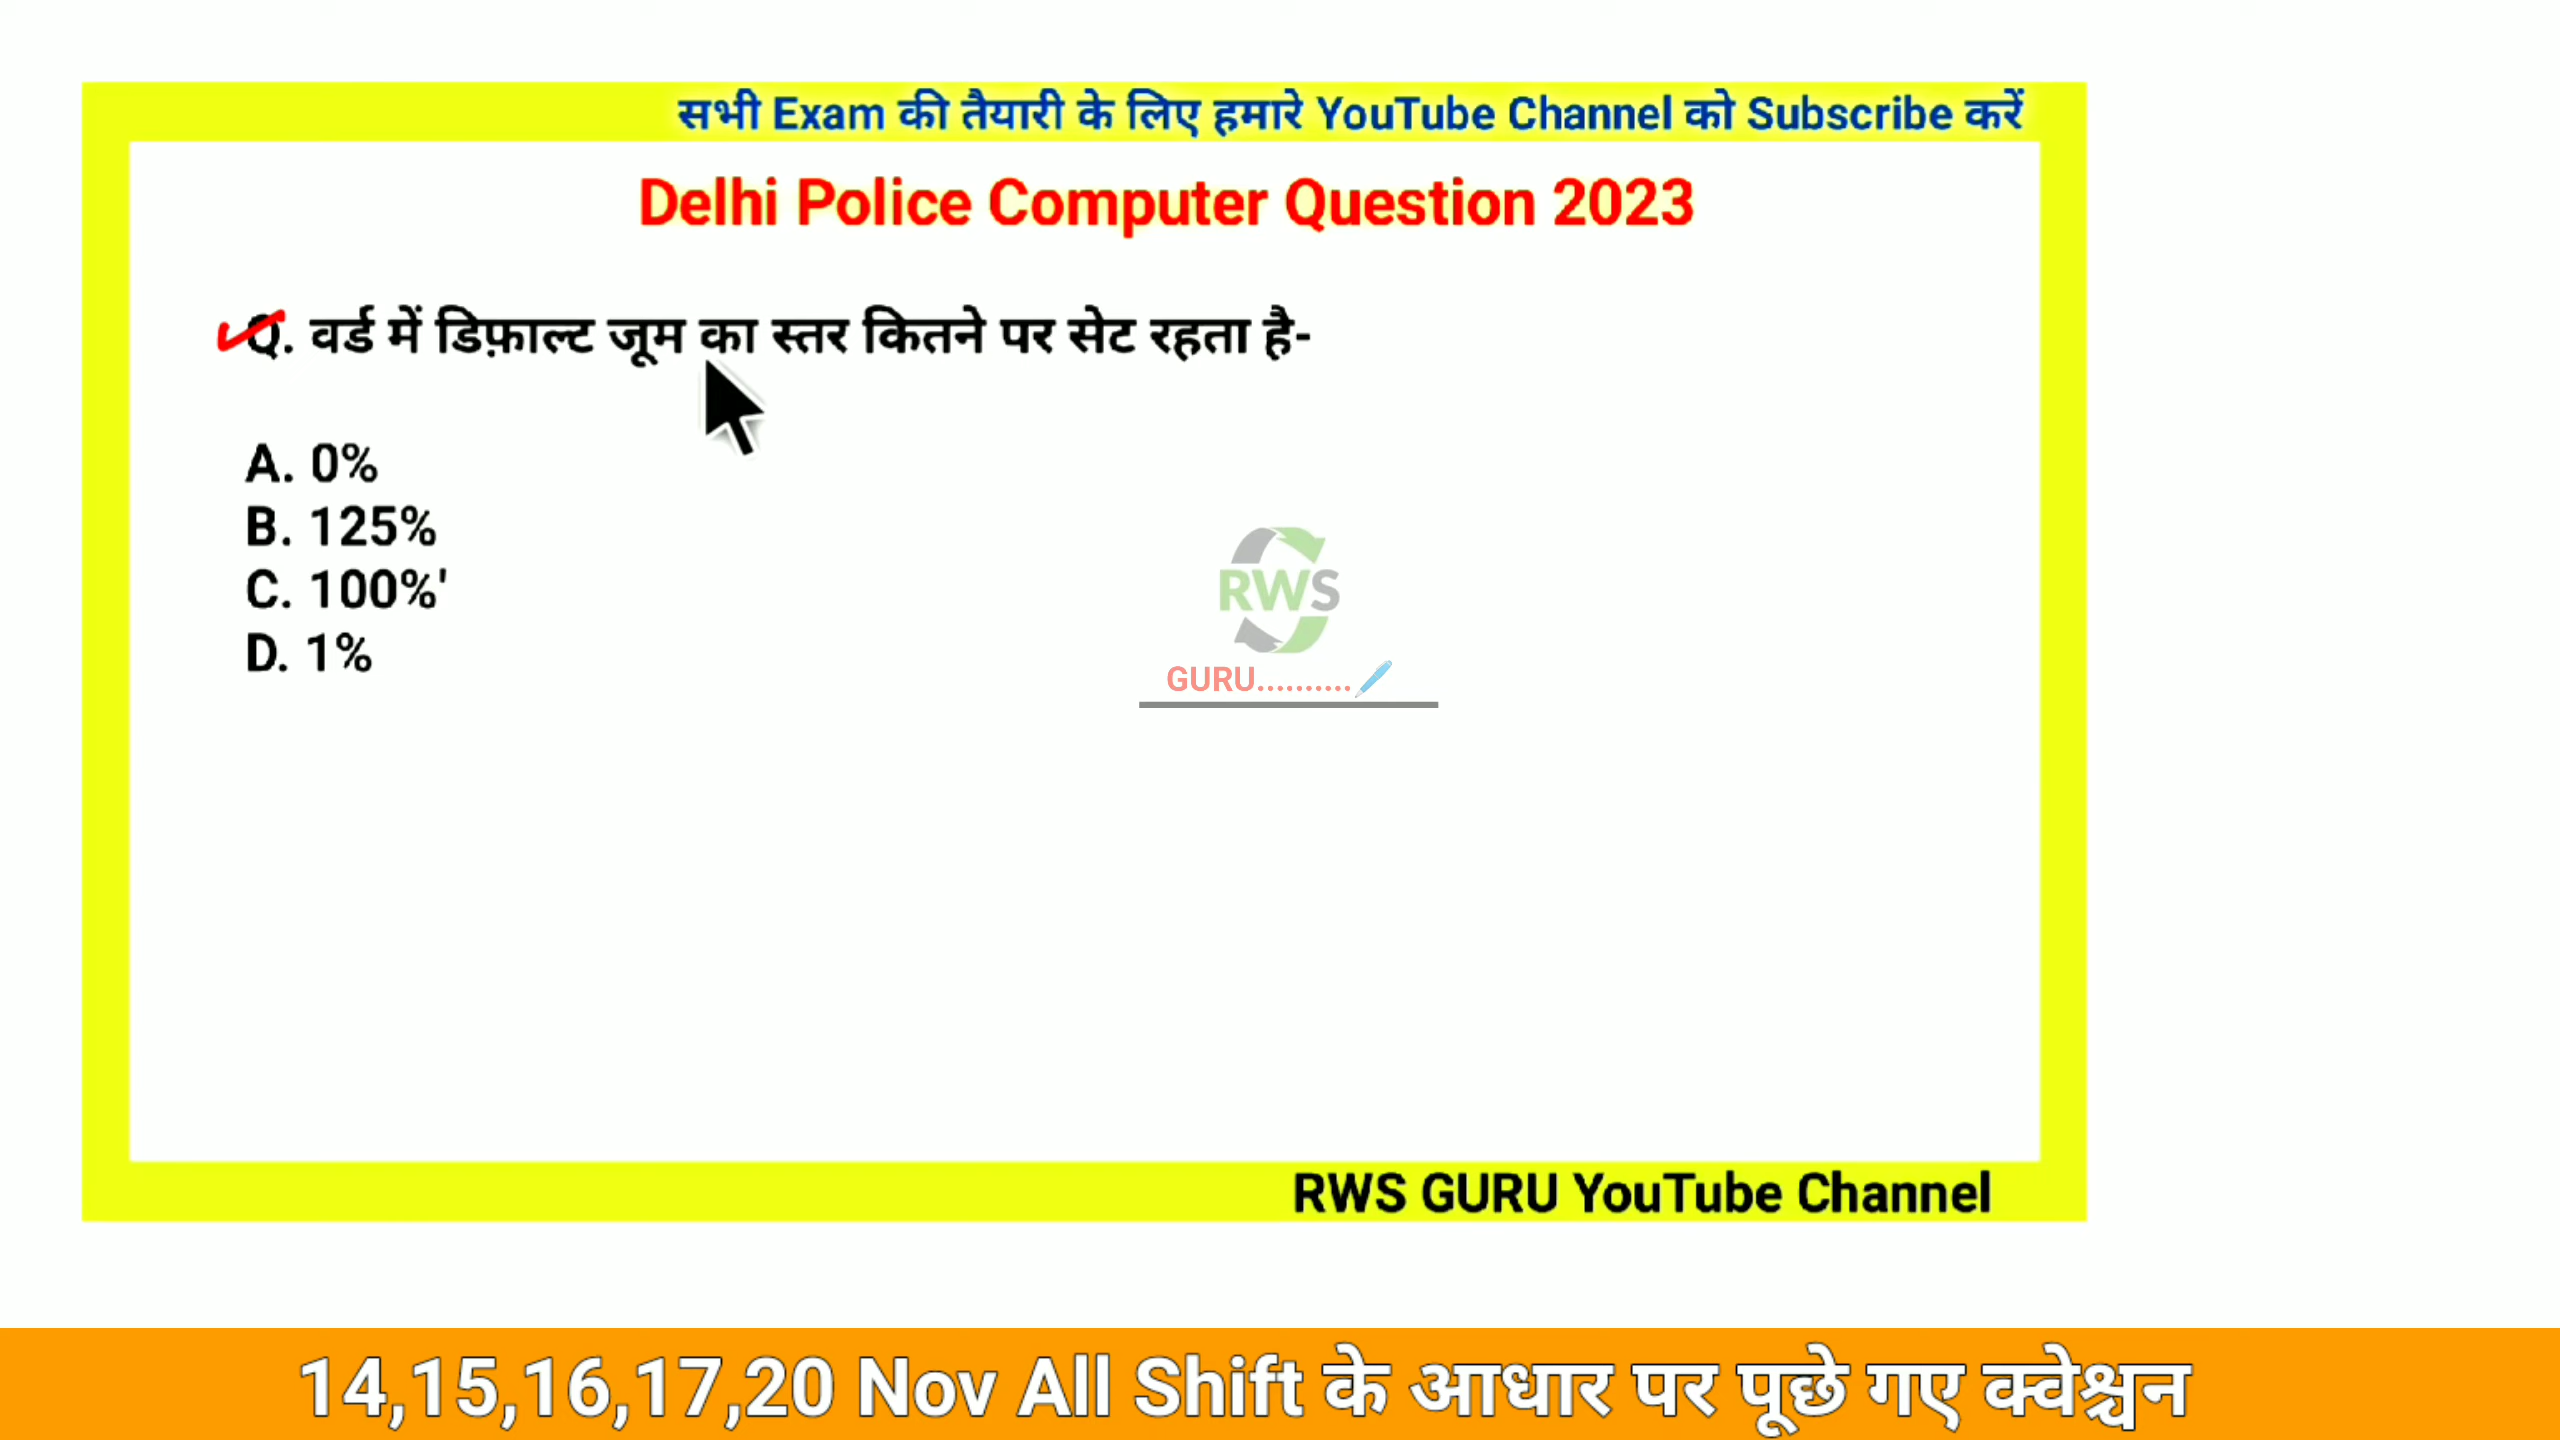 सभी Exam की तैयारी के लिए हमारे YouTube Channel को Subscribe करें
Delhi Police Computer Question 2023
Q. वर्ड में डिफ़ाल्ट जूम का स्तर कितने पर सेट रहता है-
A. 0%
B. 125%
C. 100%'
D. 1%
RWS
GURU..........
RWS GURU YouTube Channel
14,15,16,17,20 Nov All Shift के आधार पर पूछे गए क्वेश्चन